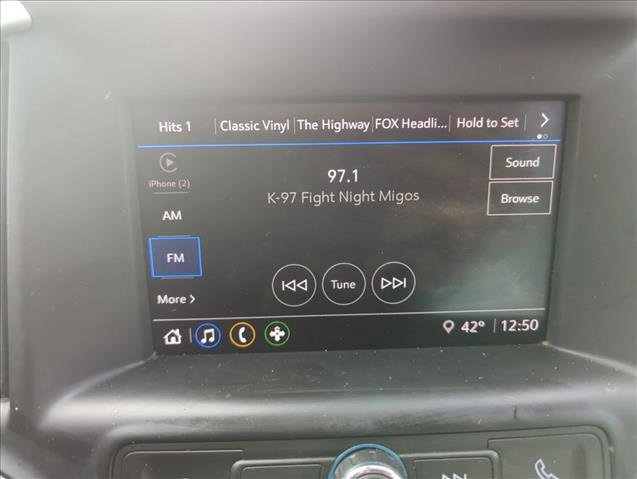 Hits 1 Classic Vinyl The Highway FOX Headli... Hold to Set >
iPhone (2)
97.1
K-97 Fight Night Migos
Sound
Browse
AM
FM
Tune
More >
42° 12:50